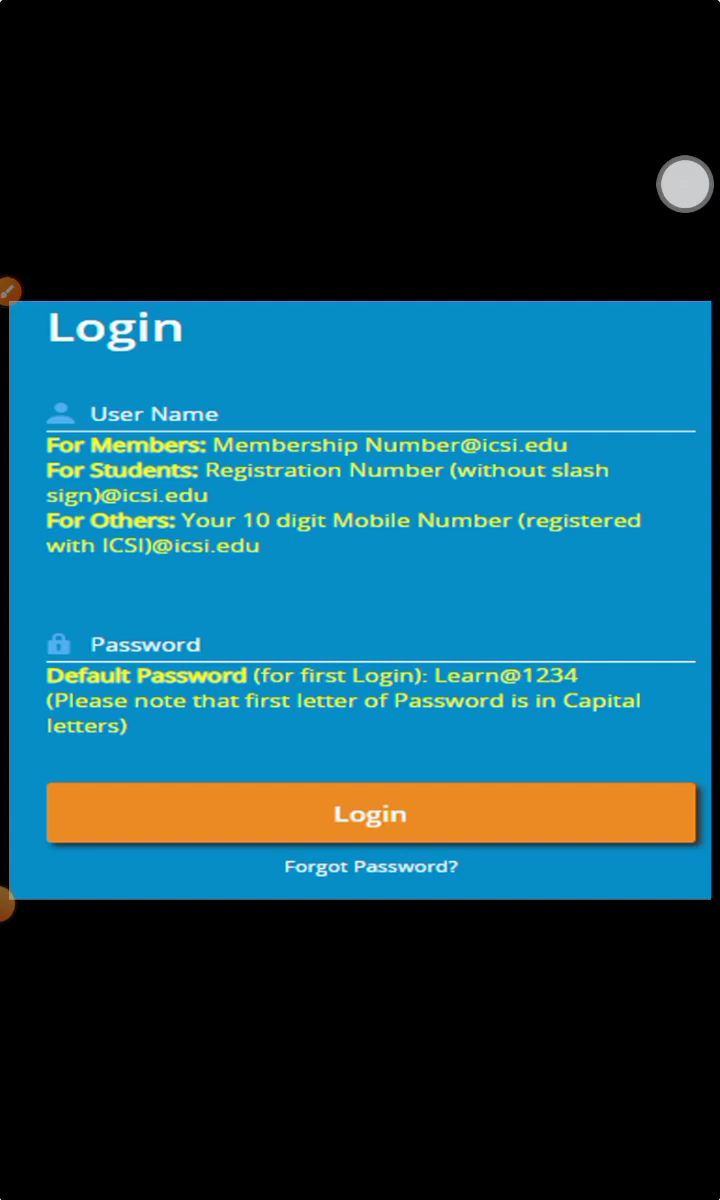 Login
User Name
For Members: Membership Number@icsi.edu
For Students: Registration Number (without slash
sign)@icsi.edu
For Others: Your 10 digit Mobile Number (registered
with ICSI)@icsi.edu
Password
Default Password (for first Login): Learn@1234
(Please note that first letter of Password is in Capital
letters)
Login
Forgot Password?